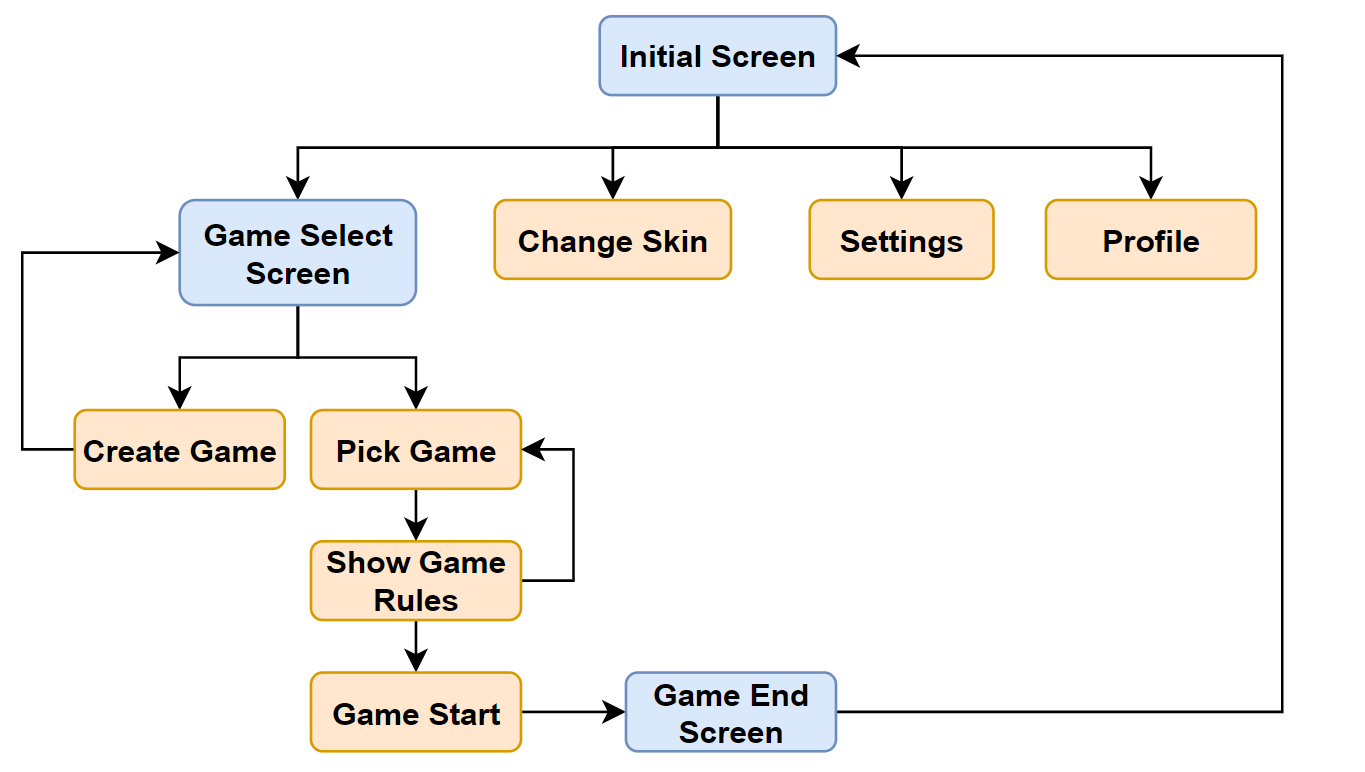 Initial Screen
Game Select
Screen
Change Skin
Settings
Profile
Create Game
Pick Game
Show Game
Rules
Game Start
Game End
Screen